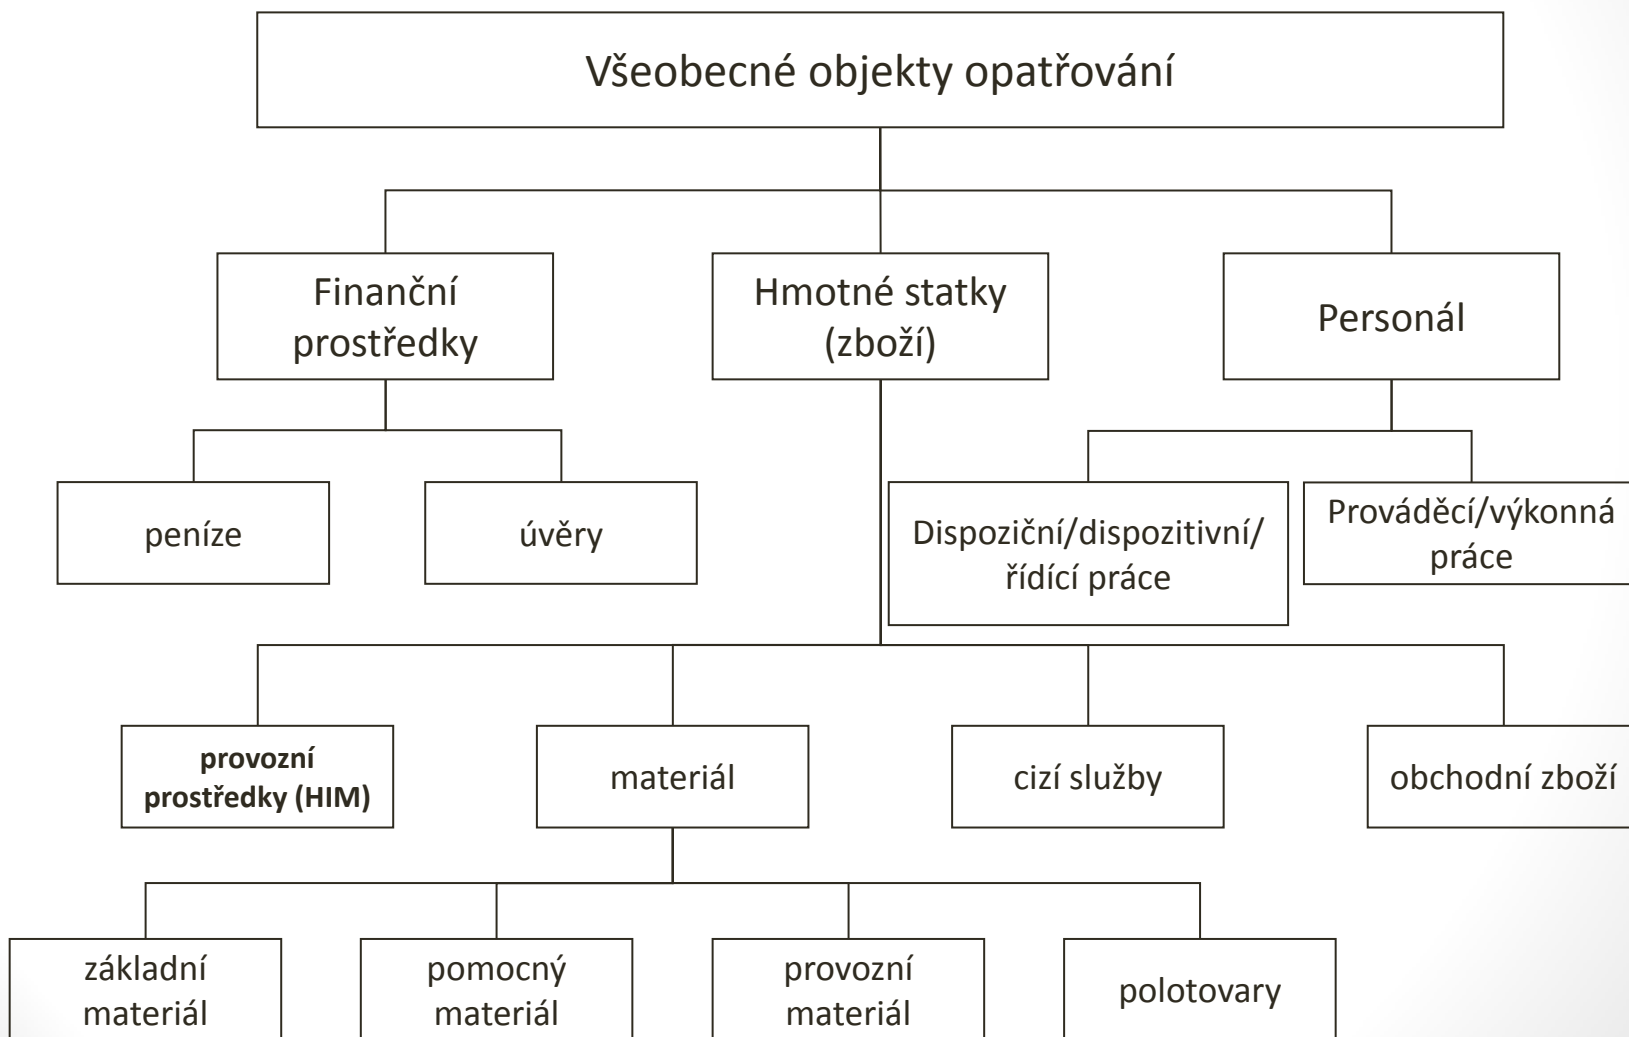 Všeobecné objekty opatřování
Finanční
prostředky
Hmotné statky
(zboží)
Personál
peníze
úvěry
Dispoziční/dispozitivní/
řídící práce
Prováděcí/výkonná
práce
provozní
prostředky (HIM)
materiál
cizí služby
obchodní zboží
základní
materiál
pomocný
materiál
provozní
materiál
polotovary